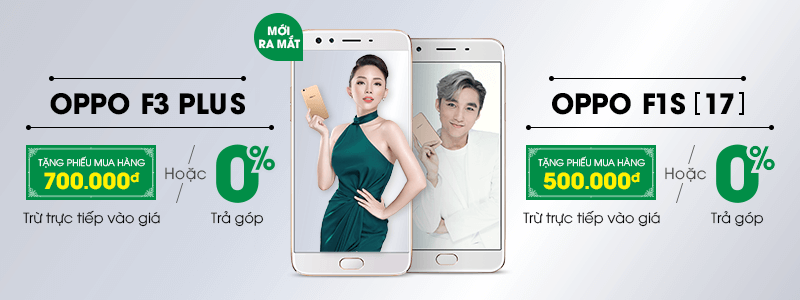 MỚI
RA MẮT
OPPO F3 PLUS
TẶNG PHIẾU MUA HÀNG
700.000đ
Hoặc
0%
Trừ trực tiếp vào giá
Trả góp
OPPO F1S [17]
TẶNG PHIẾU MUA HÀNG
500.000đ
Hoặc
0%
Trừ trực tiếp vào giá
Trả góp